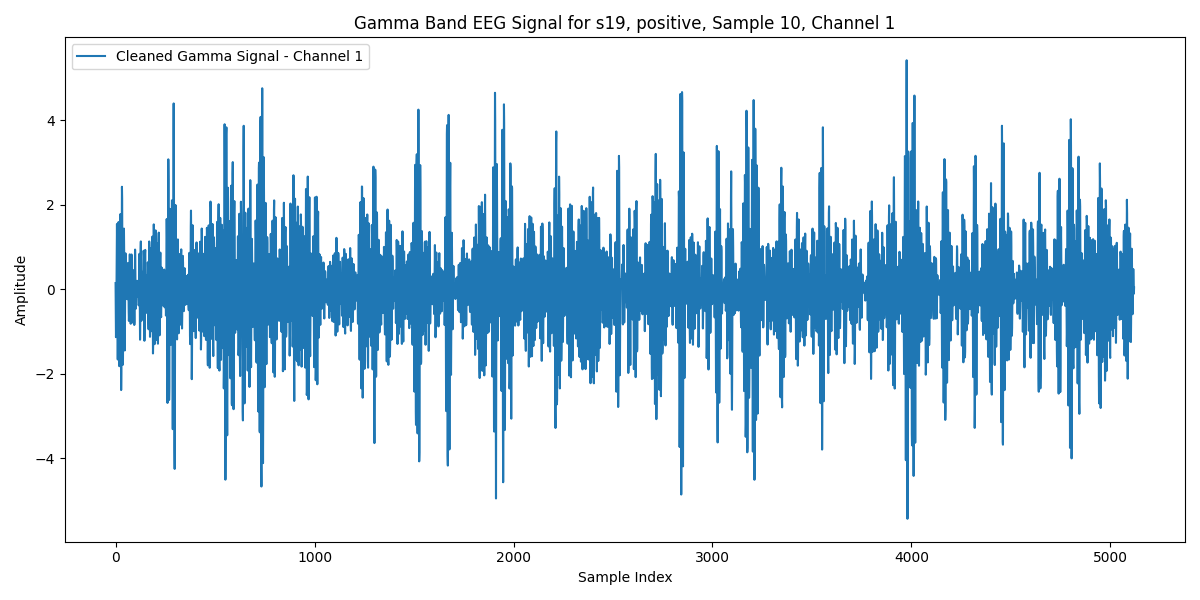 Gamma Band EEG Signal for s19, positive, Sample 10, Channel 1
Cleaned Gamma Signal - Channel 1
4
2
0
−2
−4
Amplitude
0 1000 2000 3000 4000 5000
Sample Index